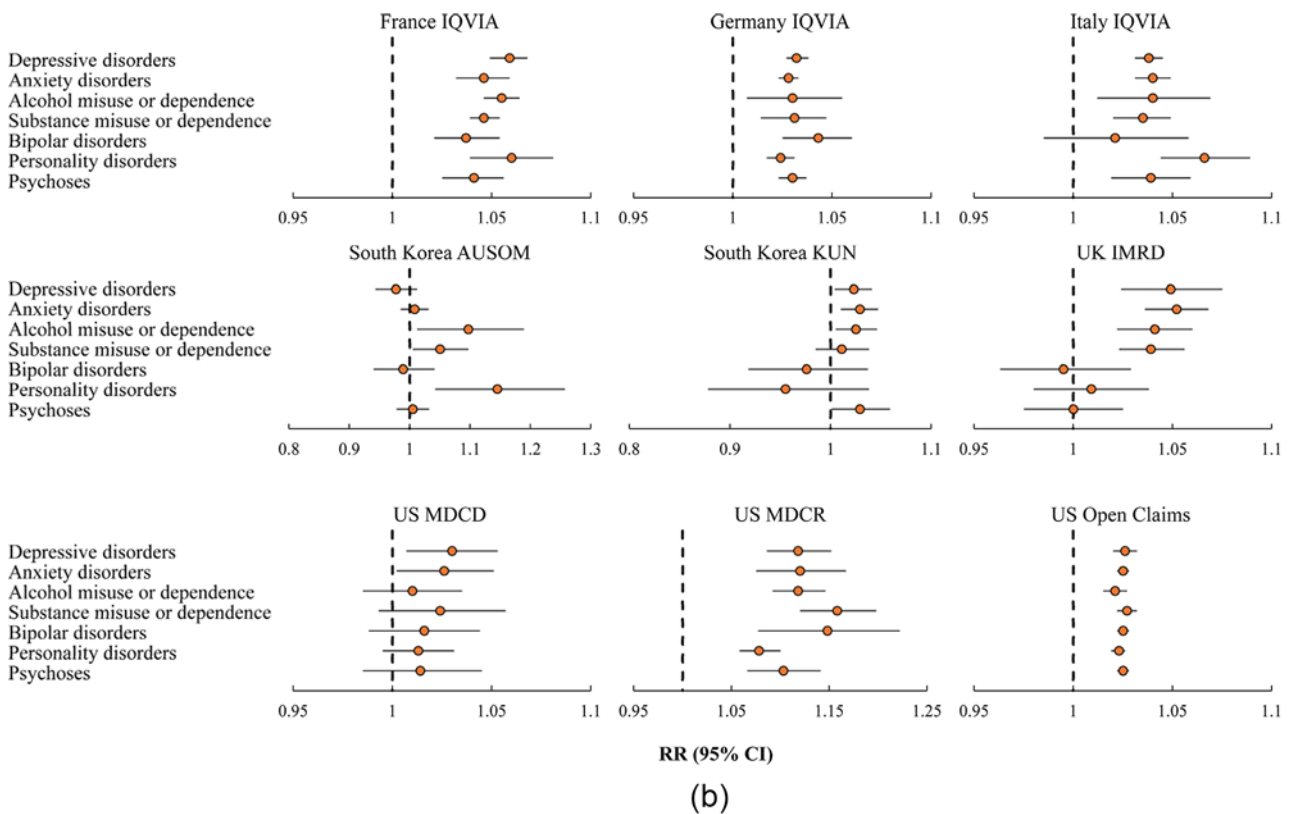 France IQVIA Germany IQVIA Italy IQVIA
Depressive disorders
Anxiety disorders
Alcohol misuse or dependence
Substance misuse or dependence
Bipolar disorders
Personality disorders
Psychoses
0.95 1 1.05 1.1 0.95 1 1.05 1.1 0.95 1 1.05 1.1
South Korea AUSOM South Korea KUN UK IMRD
Depressive disorders
Anxiety disorders
Alcohol misuse or dependence
Substance misuse or dependence
Bipolar disorders
Personality disorders
Psychoses
0.8 0.9 1 1.1 1.2 1.3 0.8 0.9 1 1.1 0.95 1 1.05 1.1
US MDCD US MDCR US Open Claims
Depressive disorders
Anxiety disorders
Alcohol misuse or dependence
Substance misuse or dependence
Bipolar disorders
Personality disorders
Psychoses
0.95 1 1.05 1.1 0.95 1.05 1.15 1.25 0.95 1 1.05 1.1
RR (95% CI)
(b)